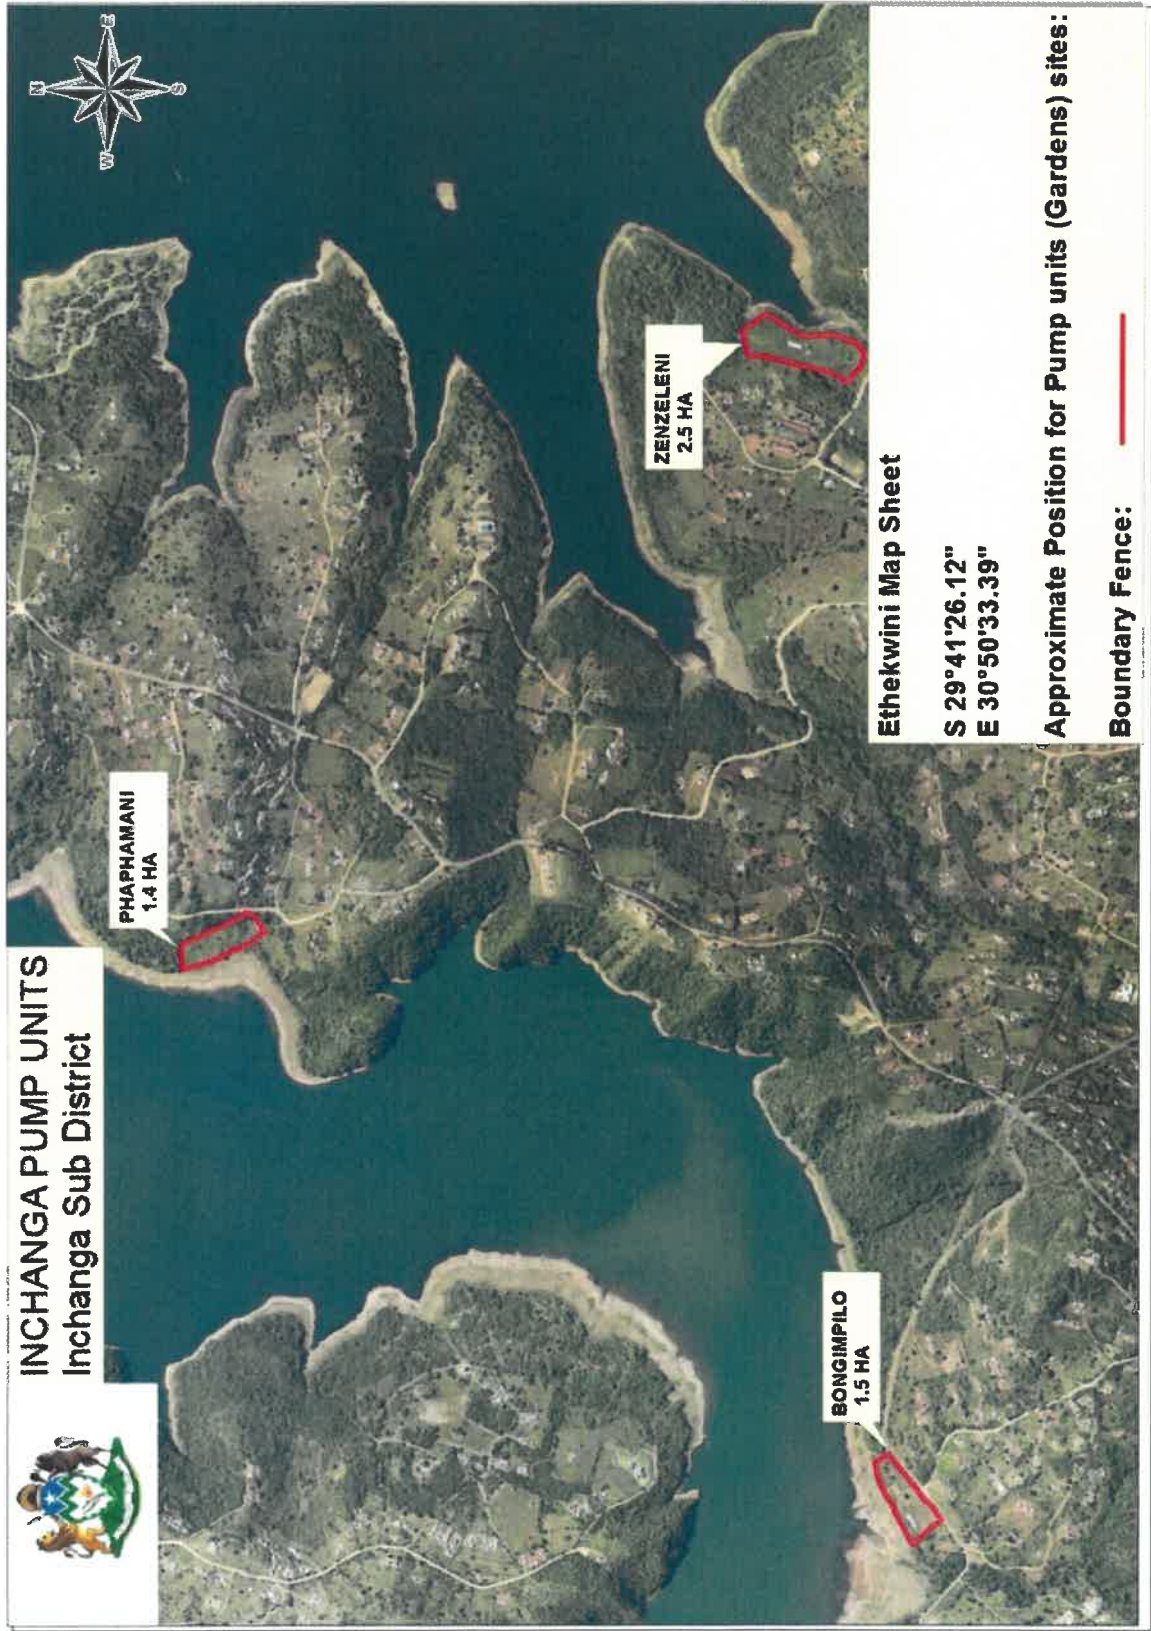 INCHANGA PUMP UNITS
Inchanga Sub District
N
W
E
S
PHAPHAMANI
1.4 HA
ZENZELENI
2.5 HA
BONGIMPILO
1.5 HA
Ethekwini Map Sheet
S 29°41'26.12"
E 30°50'33.39"
Approximate Position for Pump units (Gardens) sites:
Boundary Fence: